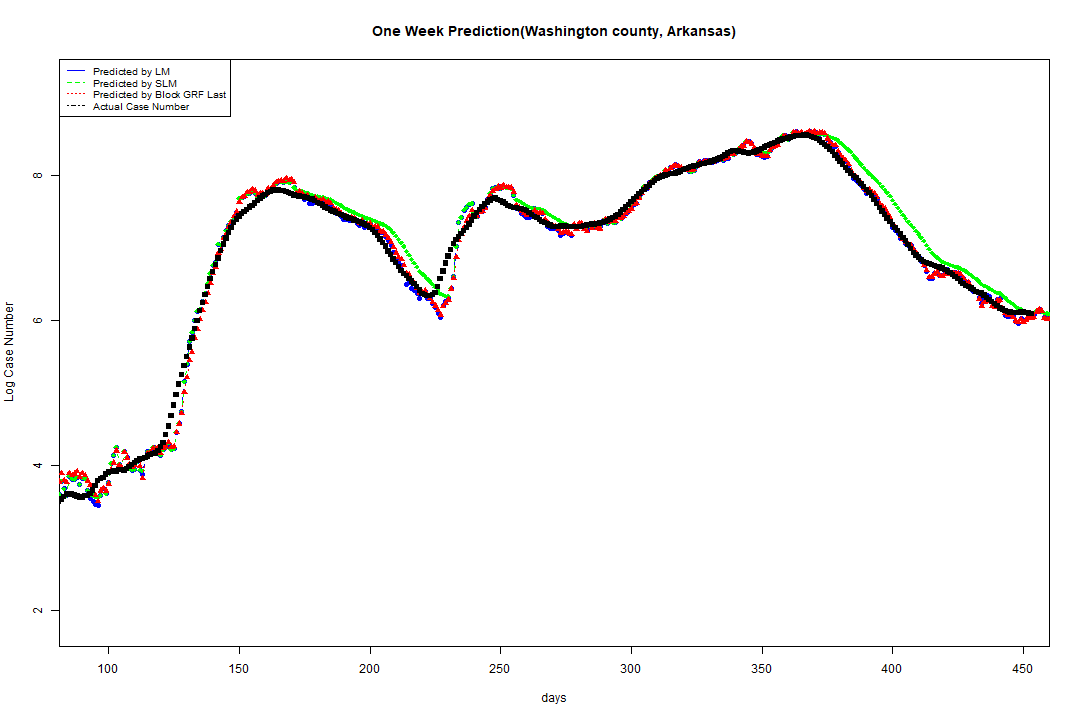 One Week Prediction(Washington county, Arkansas)
Predicted by LM
Predicted by SLM
Predicted by Block GRF Last
Actual Case Number
8
6
4
2
Log Case Number
100 150 200 250 300 350 400 450
days